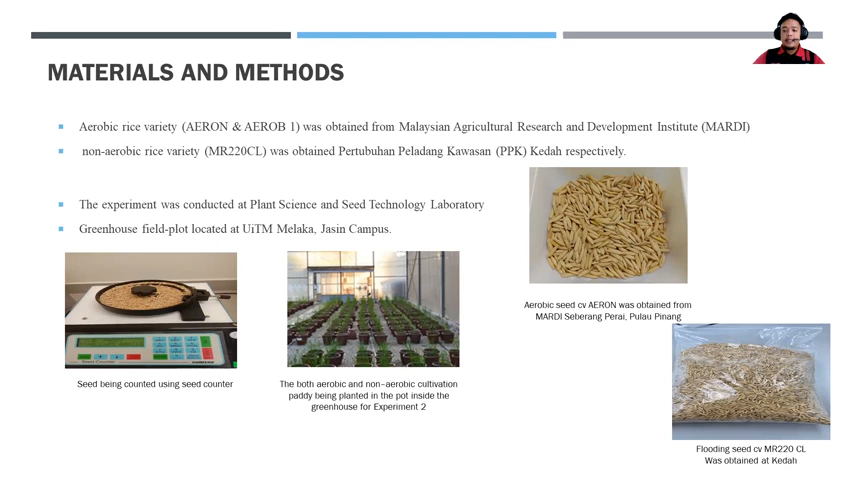 MATERIALS AND METHODS
Aerobic rice variety (AERON & AEROB 1) was obtained from Malaysian Agricultural Research and Development Institute (MARDI)
non-aerobic rice variety (MR220CL) was obtained Pertubuhan Peladang Kawasan (PPK) Kedah respectively.
The experiment was conducted at Plant Science and Seed Technology Laboratory
Greenhouse field-plot located at UiTM Melaka, Jasin Campus.
Aerobic seed cv AERON was obtained from
MARDI Seberang Perai, Pulau Pinang
Seed Counter
Seed being counted using seed counter
The both aerobic and non–aerobic cultivation
paddy being planted in the pot inside the
greenhouse for Experiment 2
Flooding seed cv MR220 CL
Was obtained at Kedah